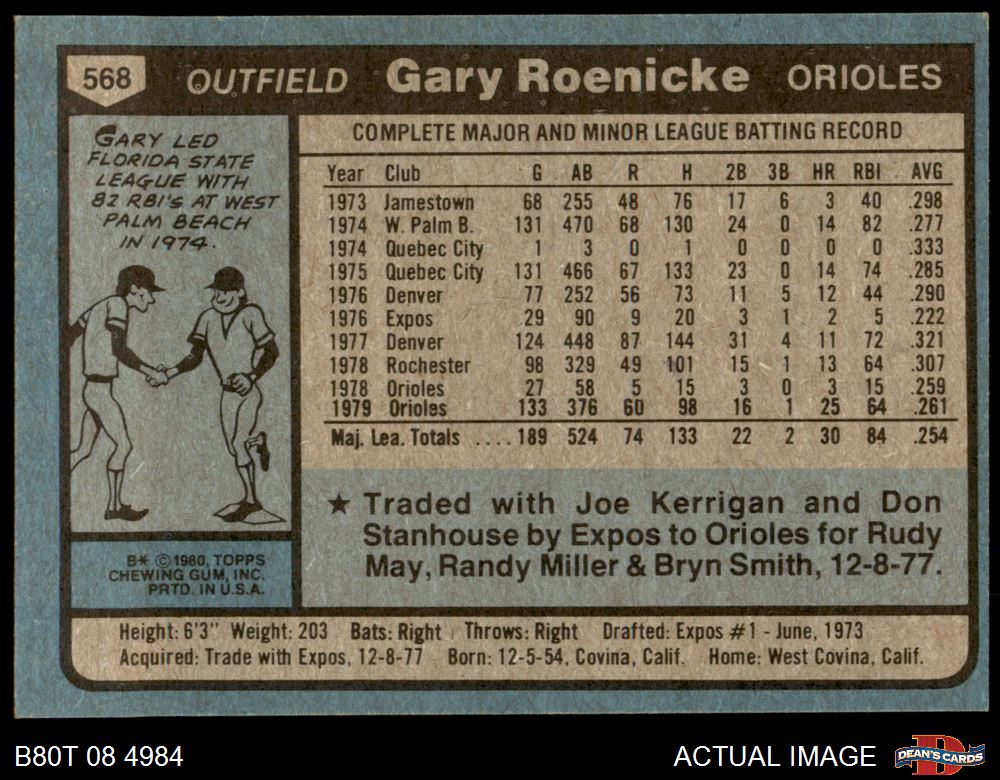 568 OUTFIELD Gary Roenicke ORIOLES
GARY LED
FLORIDA STATE
LEAGUE WITH
82 RBI'S AT WEST
PALM BEACH
IN 1974.
B* ©1980, TOPPS
CHEWING GUM, INC.
PRTD. IN U.S.A.
COMPLETE MAJOR AND MINOR LEAGUE BATTING RECORD
Year Club G AB R H 2B 3B HR RBI AVG
1973 Jamestown 68 255 48 76 17 6 3 40 .298
1974 W. Palm B. 131 470 68 130 24 0 14 82 .277
1974 Quebec City 1 3 0 1 0 0 0 0 .333
1975 Quebec City 131 466 67 133 23 0 14 74 .285
1976 Denver 77 252 56 73 11 5 12 44 .290
1976 Expos 29 90 9 20 3 1 2 5 .222
1977 Denver 124 448 87 144 31 4 11 72 .321
1978 Rochester 98 329 49 101 15 1 13 64 .307
1978 Orioles 27 58 5 15 3 0 3 15 .259
1979 Orioles 133 376 60 98 16 1 25 64 .261
Maj. Lea. Totals .... 189 524 74 133 22 2 30 84 .254
★ Traded with Joe Kerrigan and Don
Stanhouse by Expos to Orioles for Rudy
May, Randy Miller & Bryn Smith, 12-8-77.
Height: 6'3" Weight: 203 Bats: Right Throws: Right Drafted: Expos #1 - June, 1973
Acquired: Trade with Expos, 12-8-77 Born: 12-5-54, Covina, Calif. Home: West Covina, Calif.
B80T 08 4984 ACTUAL IMAGE DEAN'S CARDS